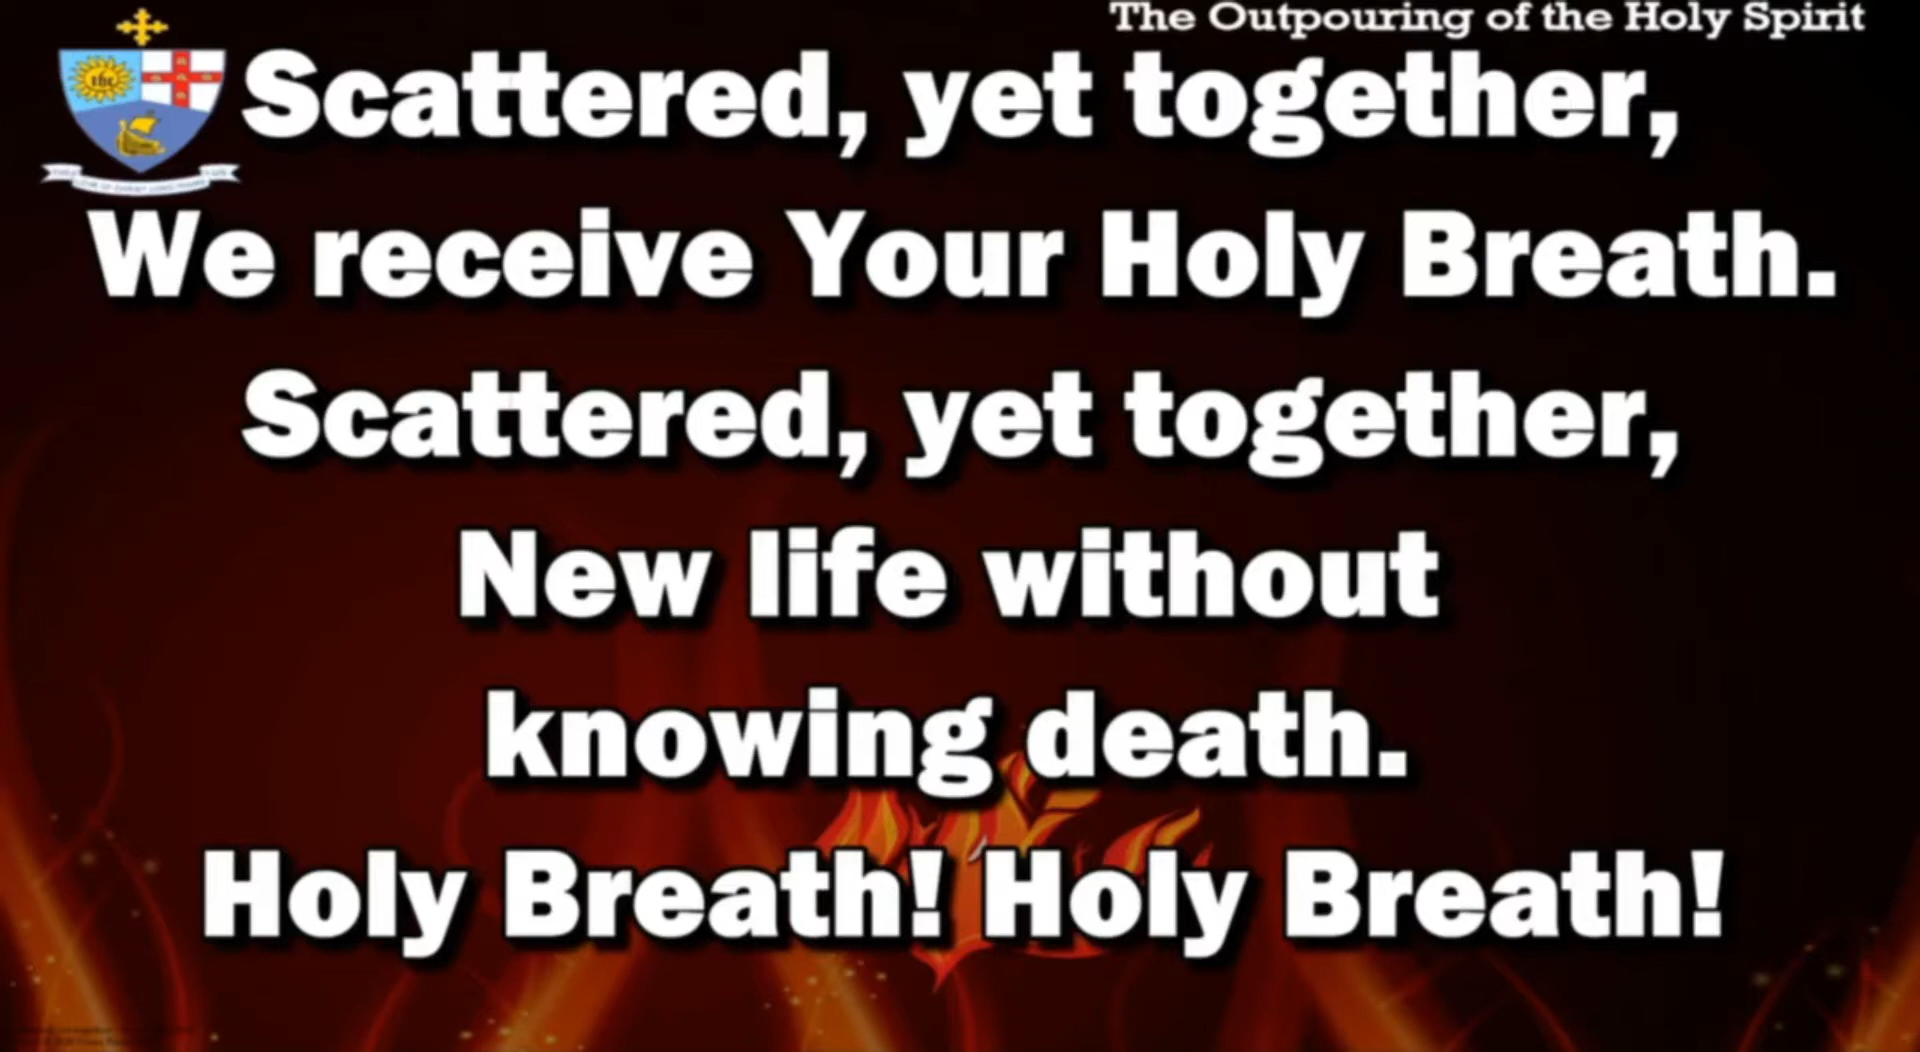 The Outpouring of the Holy Spirit
ihc
Scattered, yet together,
We receive Your Holy Breath.
Scattered, yet together,
New life without
knowing death.
Holy Breath! Holy Breath!